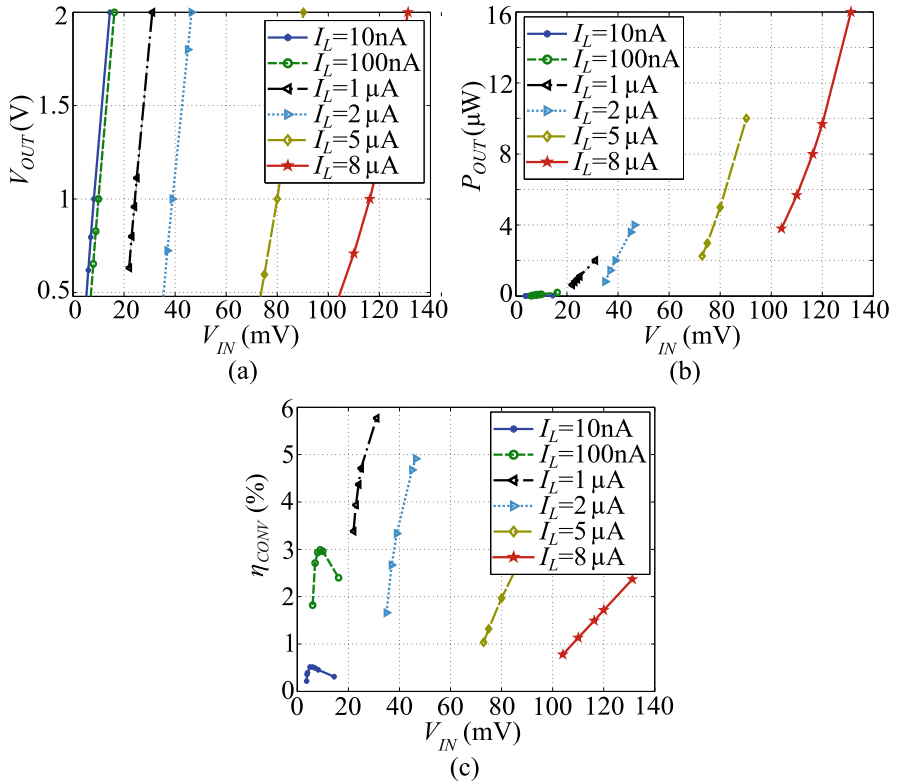 2
1.5
1
0.5
V_OUT (V)
0 20 40 60 80 100 120 140
V_IN (mV)
I_L=10nA
I_L=100nA
I_L=1 µA
I_L=2 µA
I_L=5 µA
I_L=8 µA
(a)
16
12
8
4
0
P_OUT (µW)
20 40 60 80 100 120 140
V_IN (mV)
I_L=10nA
I_L=100nA
I_L=1 µA
I_L=2 µA
I_L=5 µA
I_L=8 µA
(b)
6
5
4
3
2
1
0
η_CONV (%)
0 20 40 60 80 100 120 140
V_IN (mV)
I_L=10nA
I_L=100nA
I_L=1 µA
I_L=2 µA
I_L=5 µA
I_L=8 µA
(c)